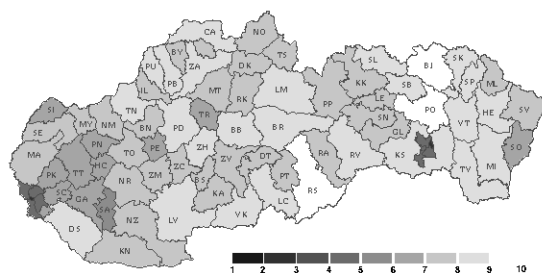 CA
NO
BY
TS
PU
ZA
DK
SL
BJ
SK
IL
PB
LM
KK
SB
SP
ML
SI
MT
RK
PP
LE
PO
HE
SV
MY
NM
TN
TR
SN
VT
SE
BN
PD
BB
BR
GL
SO
PN
PE
ZH
DT
RA
RV
KS
MA
HC
TO
ZV
PT
TV
MI
PK
TT
NR
ZM
ZC
BS
KA
RS
SC
GA
SA
LC
DS
NZ
LV
VK
KN
1 2 3 4 5 6 7 8 9 10